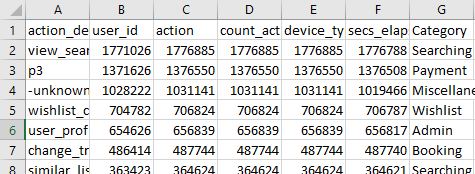 A B C D E F G
1 action_de user_id action count_act device_ty secs_elap Category
2 view_sear 1771026 1776885 1776885 1776885 1776788 Searching
3 p3 1371626 1376550 1376550 1376550 1376508 Payment
4 -unknown 1028222 1031141 1031141 1031141 1019466 Miscellane
5 wishlist_c 704782 706824 706824 706824 706787 Wishlist
6 user_prof 654626 656839 656839 656839 656817 Admin
7 change_tr 486414 487744 487744 487744 487740 Booking
8 similar_lis 363423 364624 364624 364624 364621 Searching